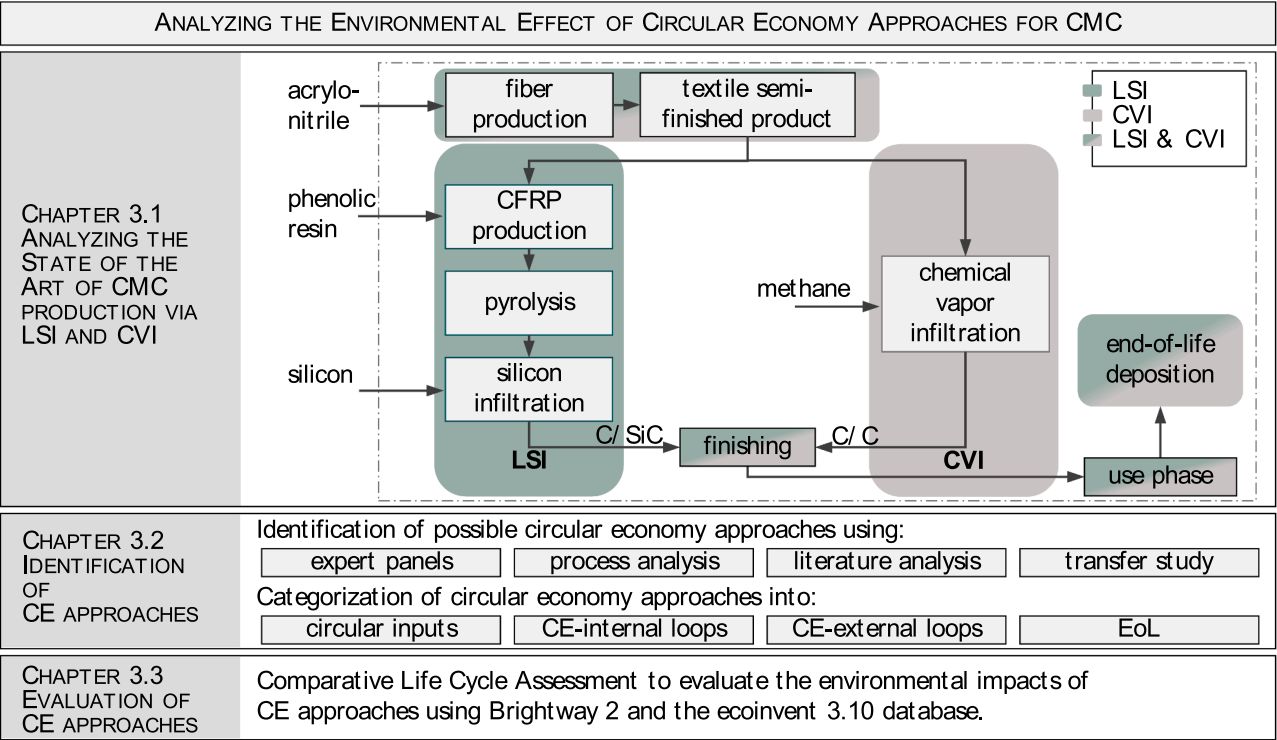 ANALYZING THE ENVIRONMENTAL EFFECT OF CIRCULAR ECONOMY APPROACHES FOR CMC
CHAPTER 3.1
ANALYZING THE
STATE OF THE
ART OF CMC
PRODUCTION VIA
LSI AND CVI
acrylo-
nitrile
fiber
production
textile semi-
finished product
LSI
CVI
LSI & CVI
phenolic
resin
CFRP
production
pyrolysis
methane
chemical
vapor
infiltration
silicon
silicon
infiltration
end-of-life
deposition
C/ SiC
finishing
C/ C
LSI
CVI
use phase
CHAPTER 3.2
IDENTIFICATION
OF
CE APPROACHES
Identification of possible circular economy approaches using:
expert panels
process analysis
literature analysis
transfer study
Categorization of circular economy approaches into:
circular inputs
CE-internal loops
CE-external loops
EoL
CHAPTER 3.3
EVALUATION OF
CE APPROACHES
Comparative Life Cycle Assessment to evaluate the environmental impacts of
CE approaches using Brightway 2 and the ecoinvent 3.10 database.